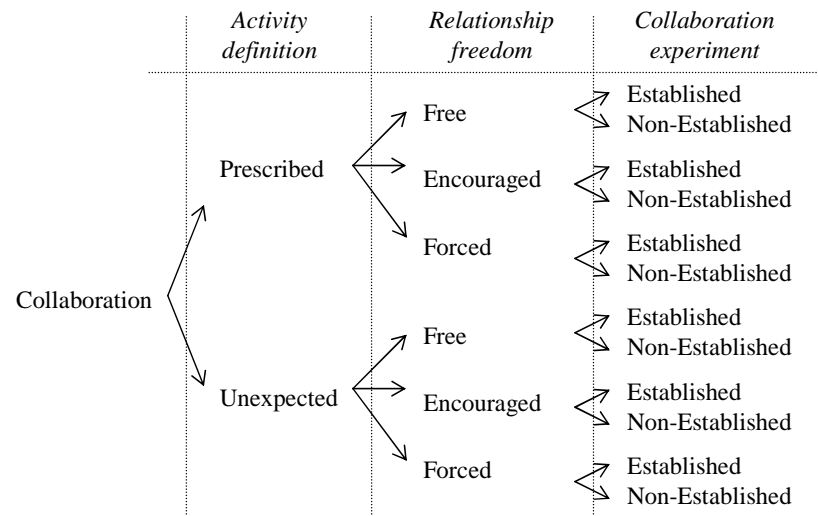 Activity definition
Relationship freedom
Collaboration experiment
Collaboration
Prescribed
Free
Established
Non-Established
Encouraged
Established
Non-Established
Forced
Established
Non-Established
Unexpected
Free
Established
Non-Established
Encouraged
Established
Non-Established
Forced
Established
Non-Established